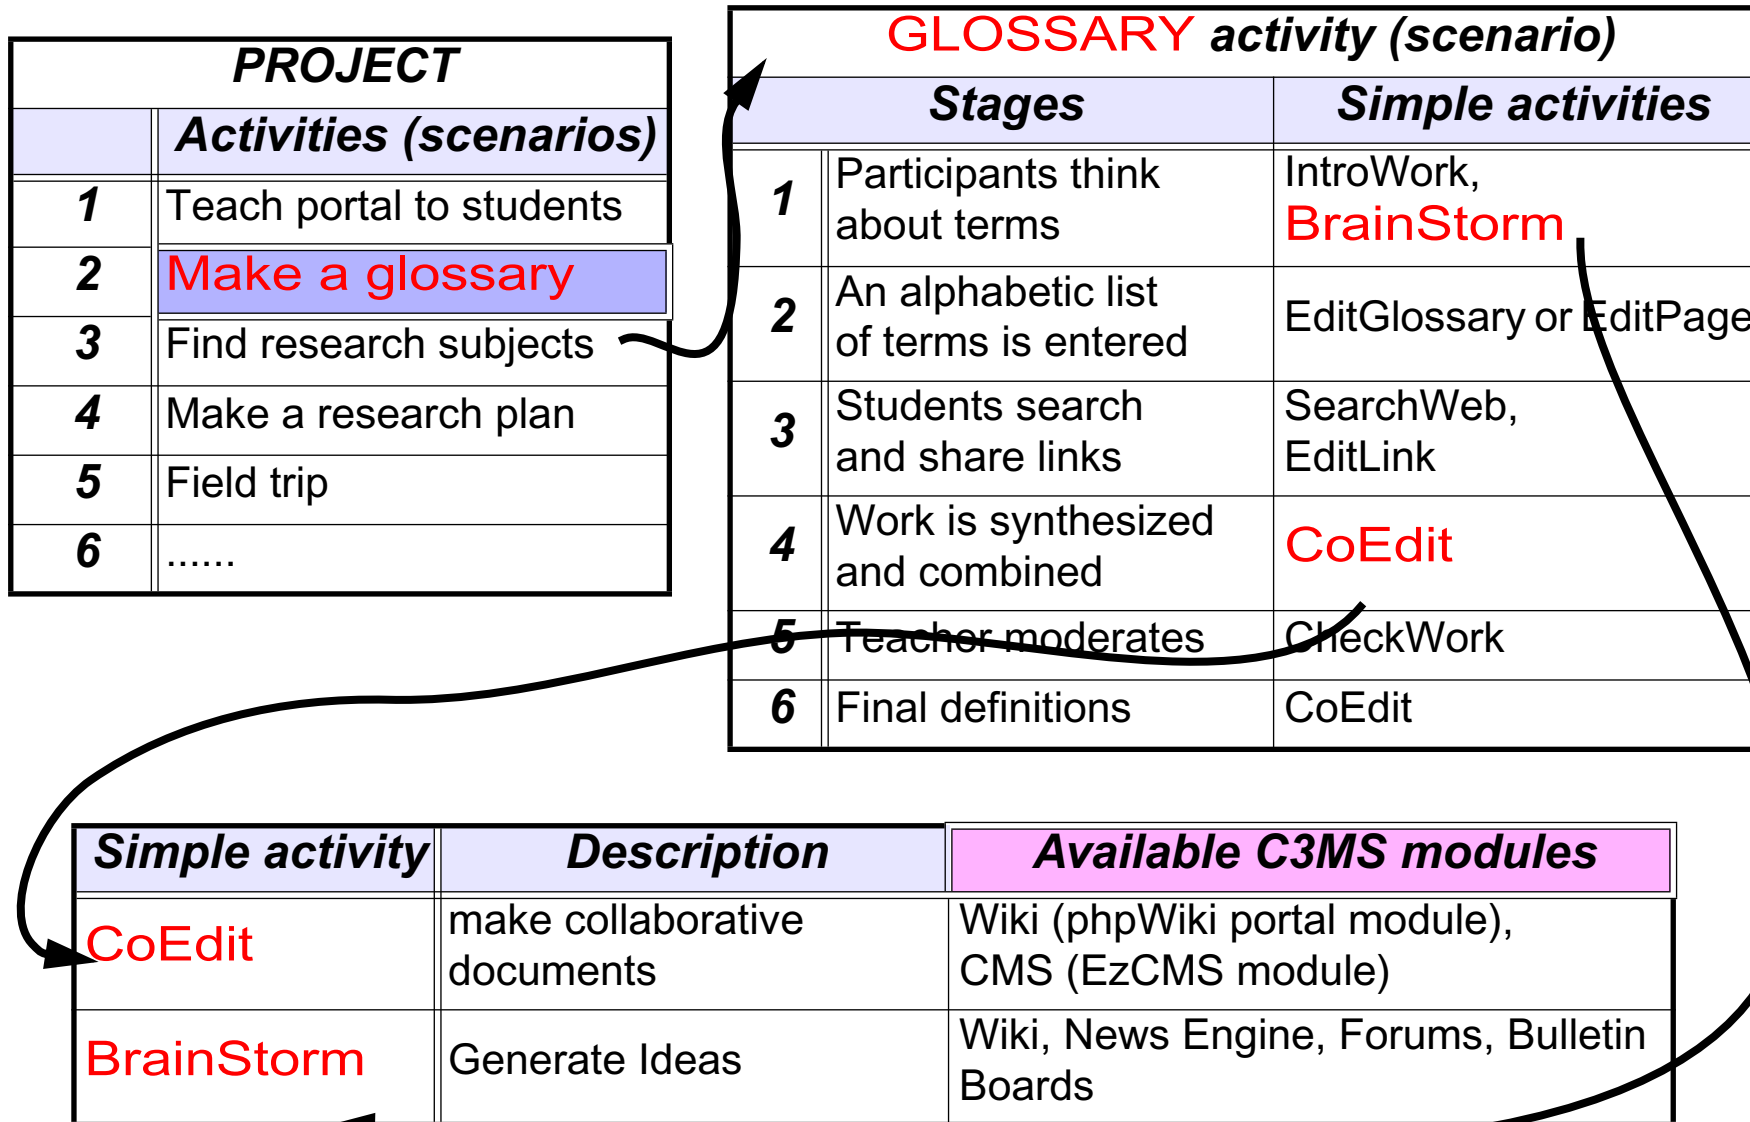 PROJECT
Activities (scenarios)
1 Teach portal to students
2 Make a glossary
3 Find research subjects
4 Make a research plan
5 Field trip
6 ......
GLOSSARY activity (scenario)
Stages Simple activities
1 Participants think
about terms
IntroWork,
BrainStorm
2 An alphabetic list
of terms is entered
EditGlossary or EditPage
3 Students search
and share links
SearchWeb,
EditLink
4 Work is synthesized
and combined
CoEdit
5 Teacher moderates CheckWork
6 Final definitions CoEdit
Simple activity Description Available C3MS modules
CoEdit
make collaborative
documents
Wiki (phpWiki portal module),
CMS (EzCMS module)
BrainStorm
Generate Ideas
Wiki, News Engine, Forums, Bulletin
Boards